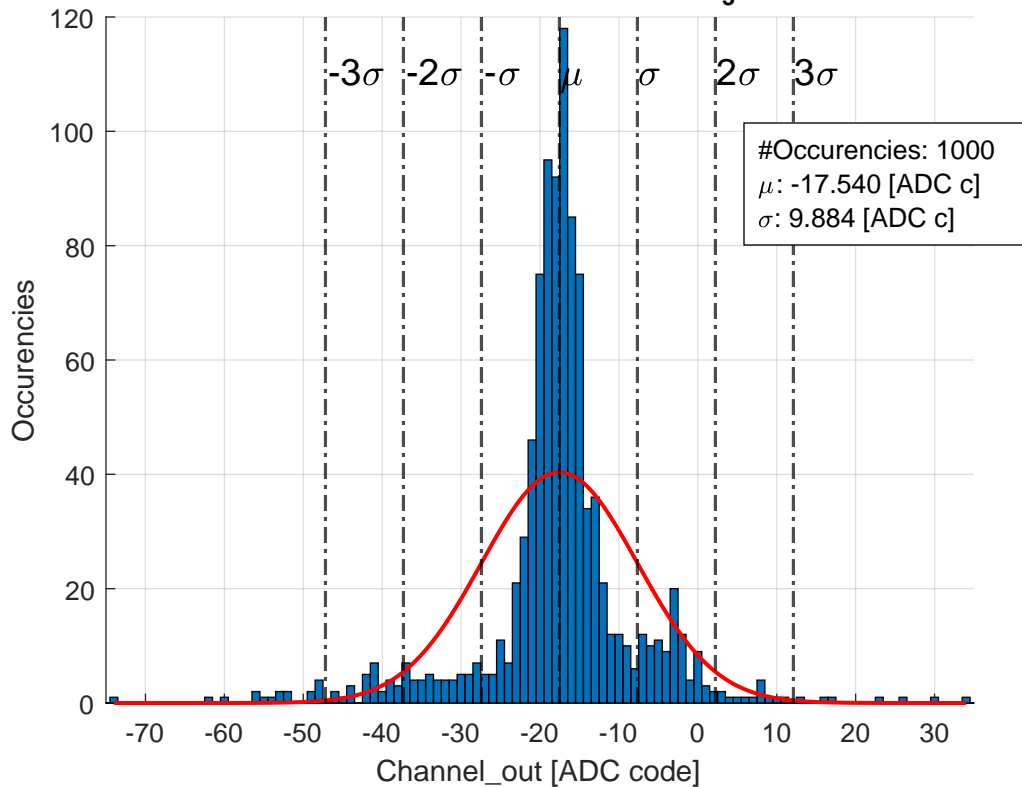 120
100
80
60
40
20
0
-3σ -2σ -σ μ σ 2σ 3σ
#Occurencies: 1000
μ: -17.540 [ADC c]
σ: 9.884 [ADC c]
Occurencies
-70 -60 -50 -40 -30 -20 -10 0 10 20 30
Channel_out [ADC code]